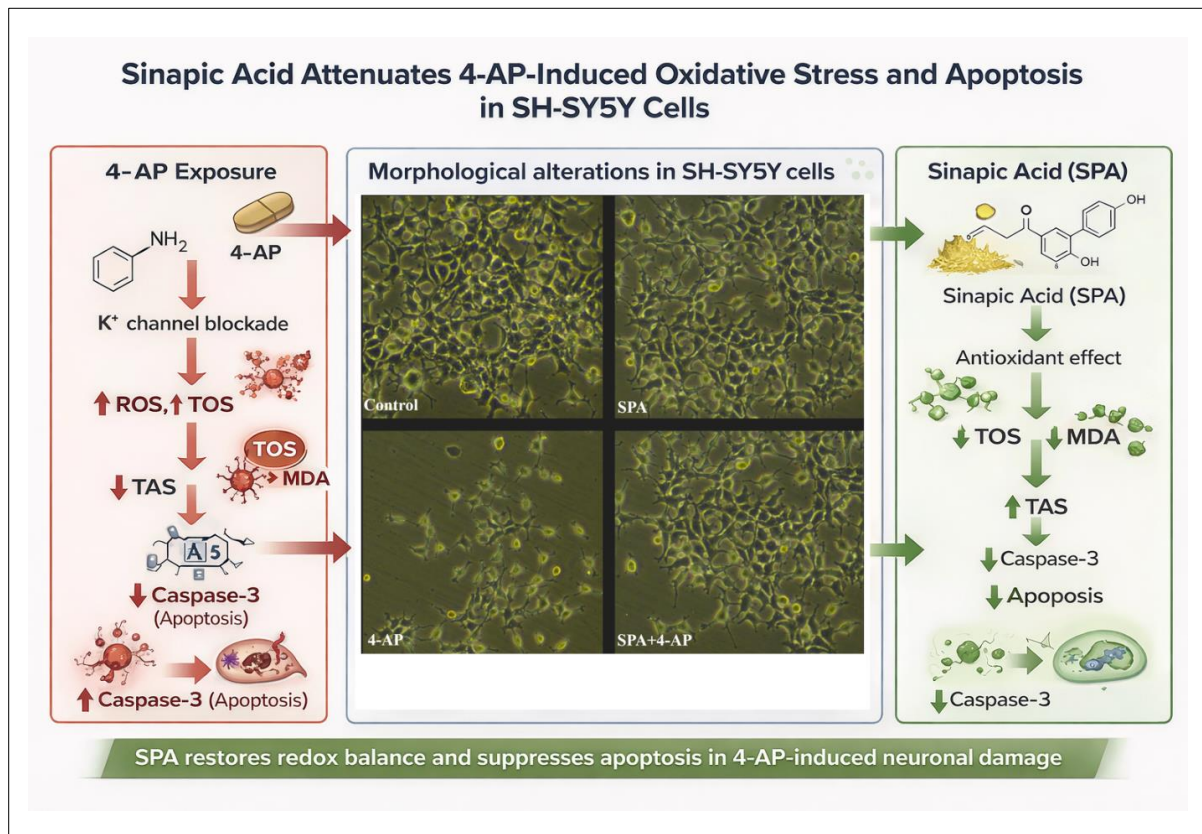 Sinapic Acid Attenuates 4-AP-Induced Oxidative Stress and Apoptosis
in SH-SY5Y Cells
4-AP Exposure
NH₂
4-AP
K⁺ channel blockade
↑ ROS, ↑ TOS
TOS
MDA
↓ TAS
A 5
↓ Caspase-3
(Apoptosis)
↑ Caspase-3 (Apoptosis)
Morphological alterations in SH-SY5Y cells
Control
SPA
4-AP
SPA+4-AP
Sinapic Acid (SPA)
O
OH
OH
Sinapic Acid (SPA)
Antioxidant effect
↓ TOS ↓ MDA
↑ TAS
↓ Caspase-3
↓ Apoposis
↓ Caspase-3
SPA restores redox balance and suppresses apoptosis in 4-AP-induced neuronal damage